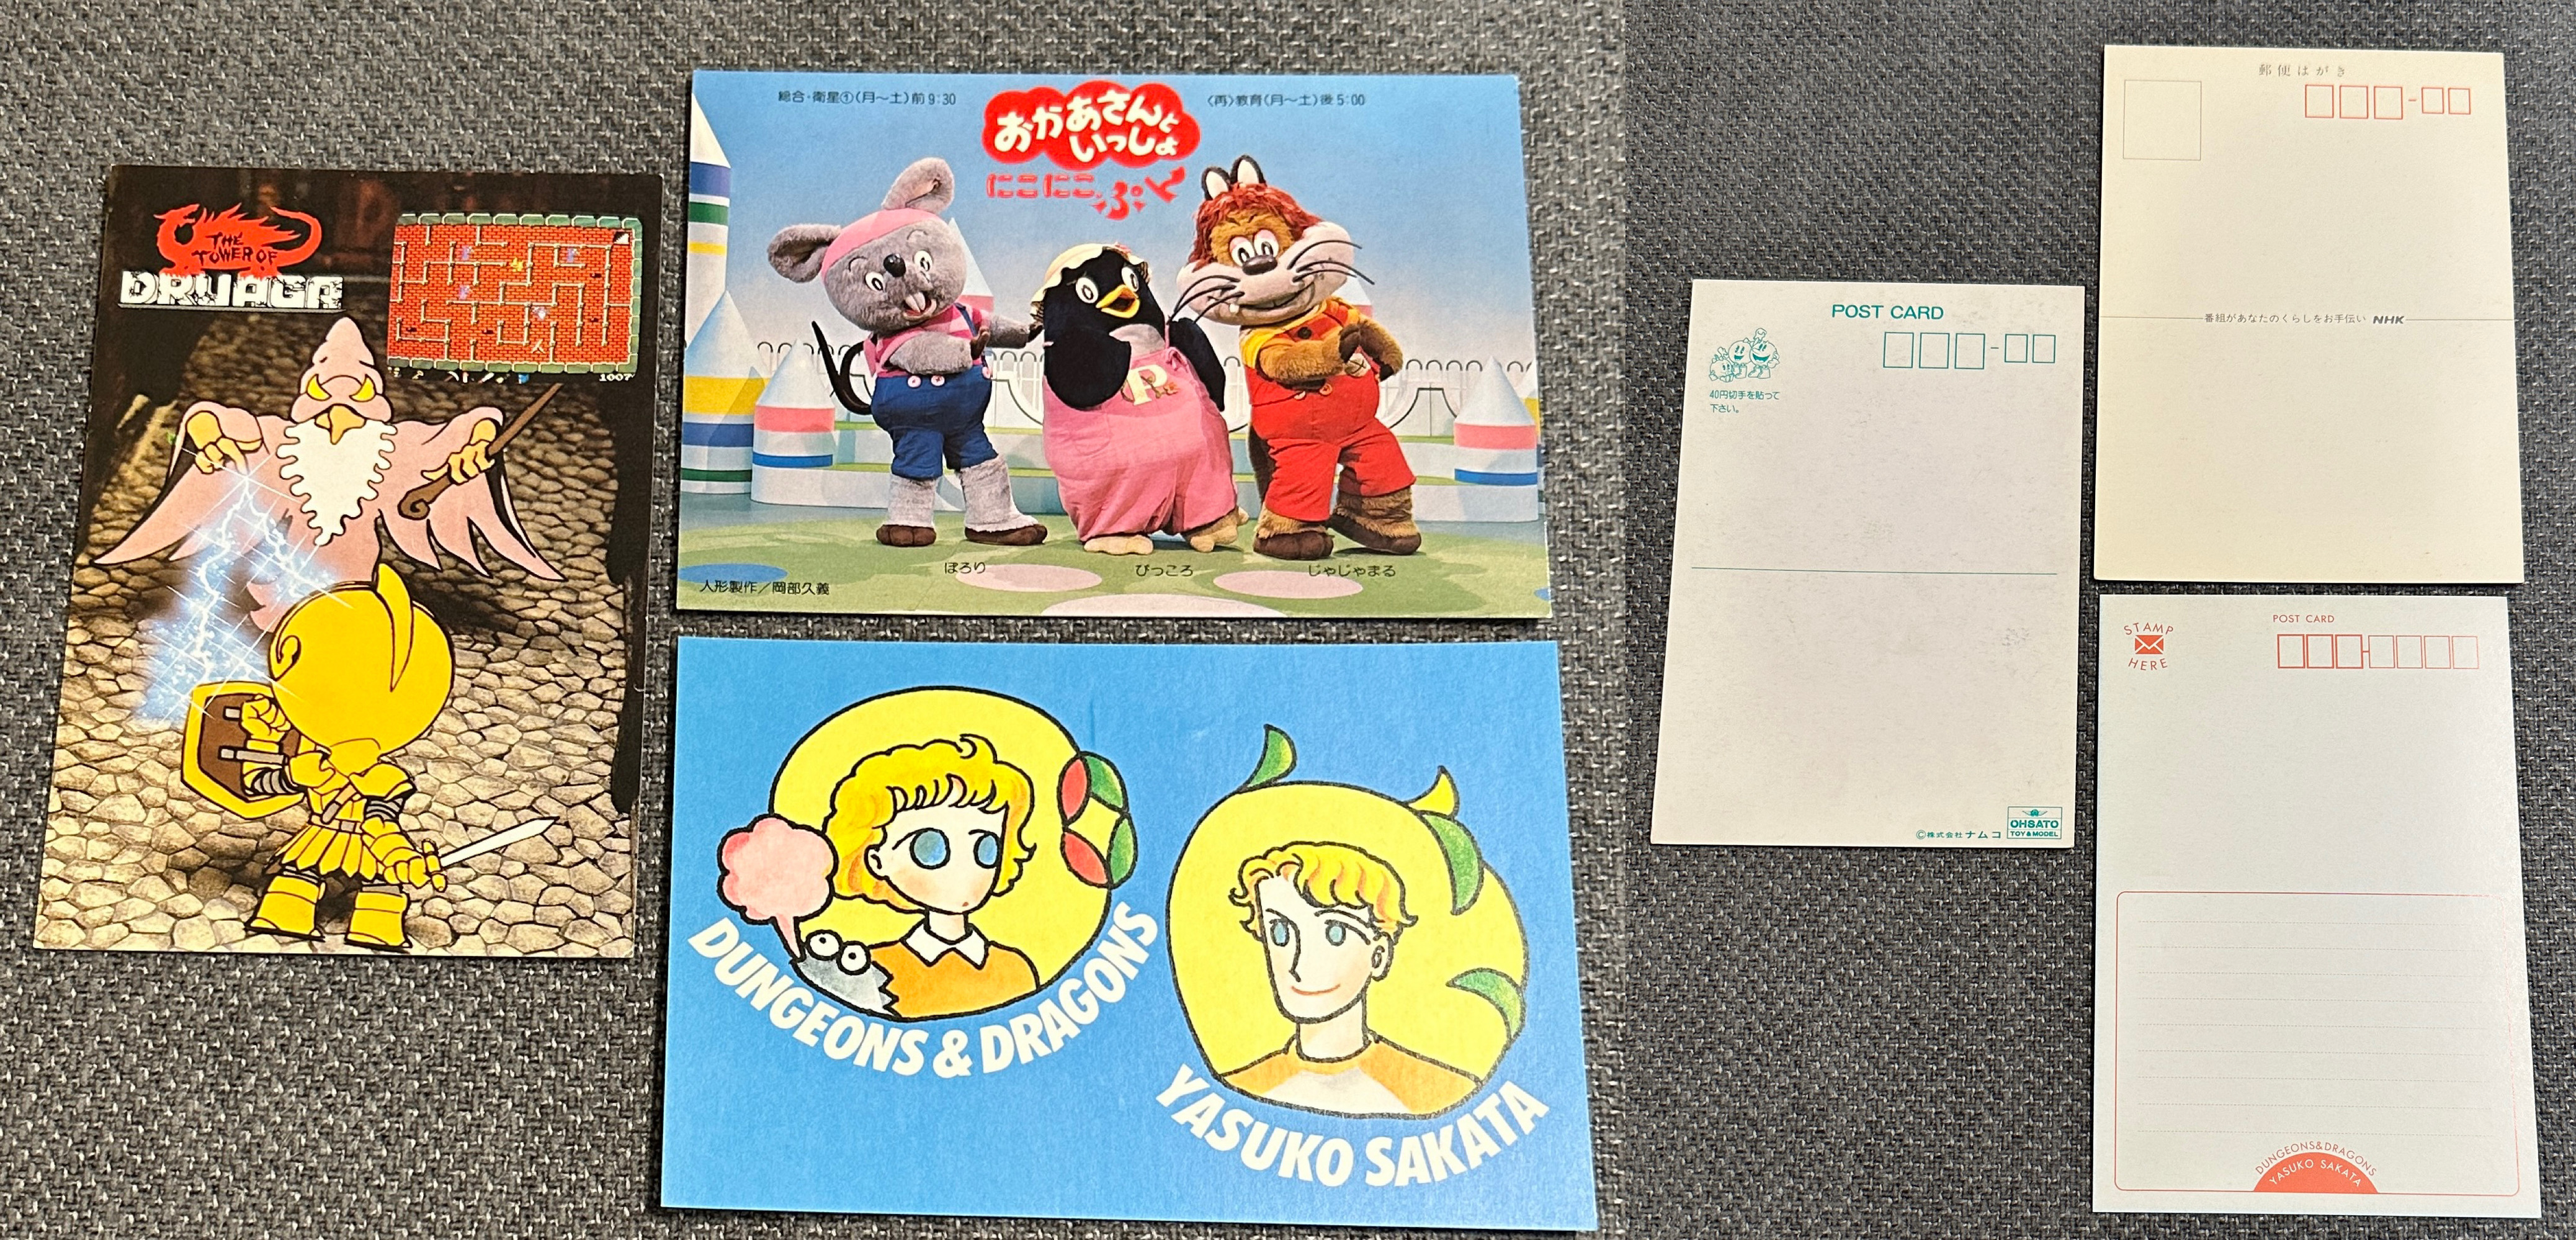 THE
TOWER OF
DRUAGA
1007
総合・衛星①(月〜土)前9:30
おかあさんと
いっしょ
〈再〉教育(月〜土)後5:00
にこにこ、ぷん
ぽろり
ぴっころ
じゃじゃまる
人形製作／岡部久義
P
DUNGEONS & DRAGONS
YASUKO SAKATA
POST CARD
40円切手を貼って
下さい。
©株式会社ナムコ
OHSATO
TOY & MODEL
郵便はがき
番組があなたのくらしをお手伝い NHK
POST CARD
STAMP
HERE
DUNGEONS&DRAGONS
YASUKO SAKATA